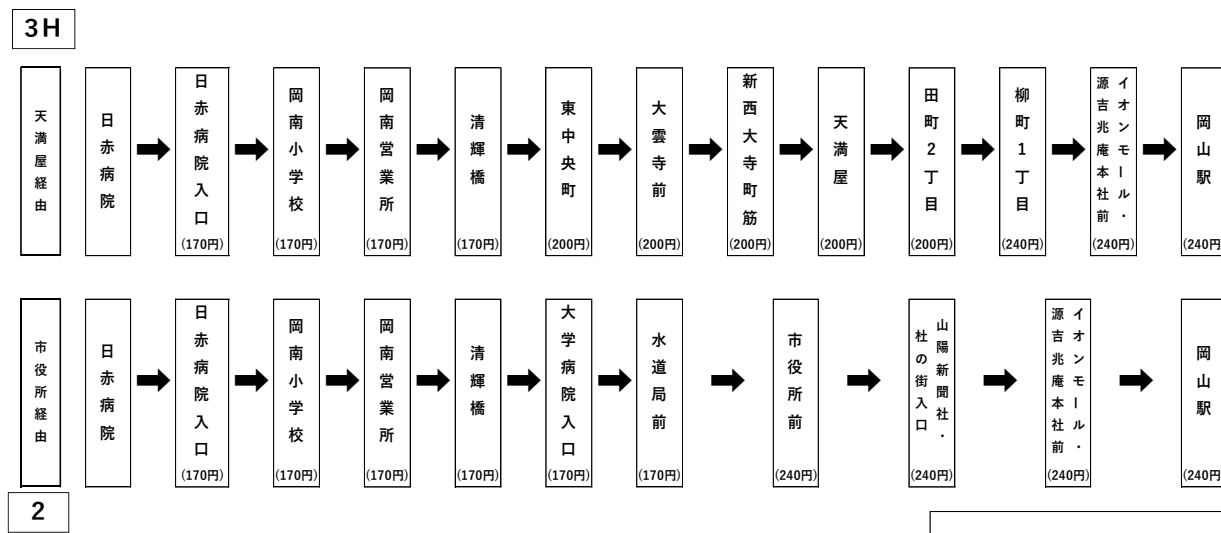 3H
天満屋経由
日赤病院
日赤病院入口
(170円)
岡南小学校
(170円)
岡南営業所
(170円)
清輝橋
(170円)
東中央町
(200円)
大雲寺前
(200円)
新西大寺町筋
(200円)
天満屋
(200円)
田町2丁目
(200円)
柳町1丁目
(240円)
イオンモール・
源吉兆庵本社前
(240円)
岡山駅
(240円)
市役所経由
日赤病院
日赤病院入口
(170円)
岡南小学校
(170円)
岡南営業所
(170円)
清輝橋
(170円)
大学病院入口
(170円)
水道局前
(170円)
市役所前
(240円)
山陽新聞社・
杜の街入口
(240円)
イオンモール・
源吉兆庵本社前
(240円)
岡山駅
(240円)
2